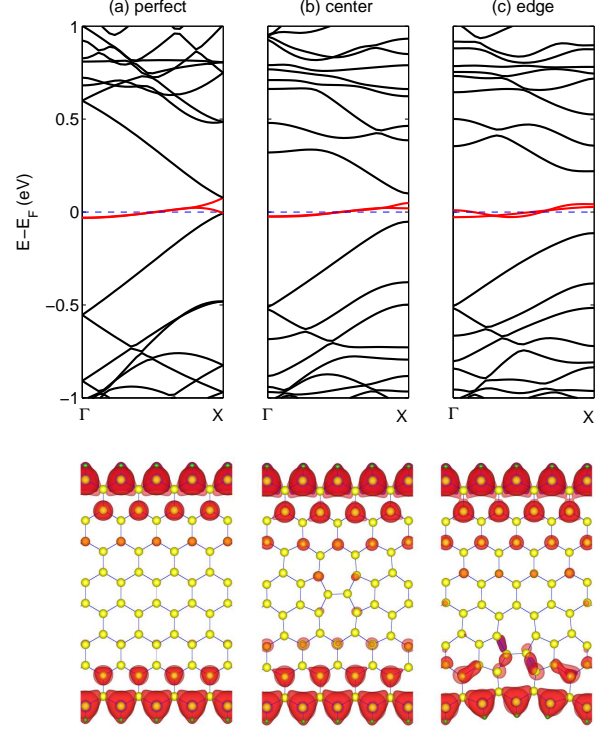 (a) perfect (b) center (c) edge
E−E_F (eV)
1
0.5
0
−0.5
−1
Γ X Γ X Γ X